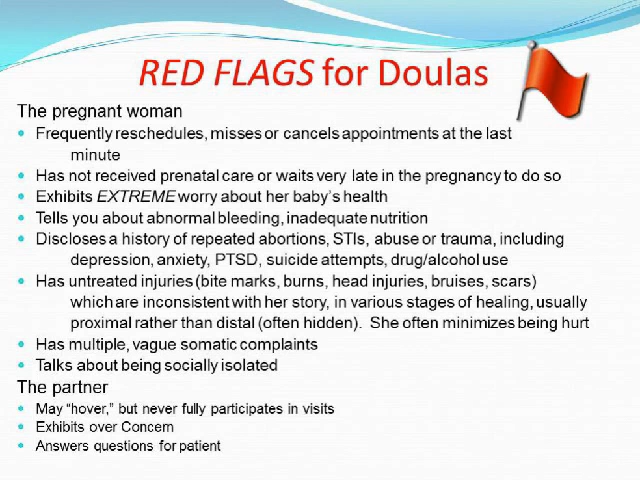 RED FLAGS for Doulas
The pregnant woman
Frequently reschedules, misses or cancels appointments at the last
minute
Has not received prenatal care or waits very late in the pregnancy to do so
Exhibits EXTREME worry about her baby's health
Tells you about abnormal bleeding, inadequate nutrition
Discloses a history of repeated abortions, STIs, abuse or trauma, including
depression, anxiety, PTSD, suicide attempts, drug/alcohol use
Has untreated injuries (bite marks, burns, head injuries, bruises, scars)
which are inconsistent with her story, in various stages of healing, usually
proximal rather than distal (often hidden). She often minimizes being hurt
Has multiple, vague somatic complaints
Talks about being socially isolated
The partner
May "hover," but never fully participates in visits
Exhibits over Concern
Answers questions for patient